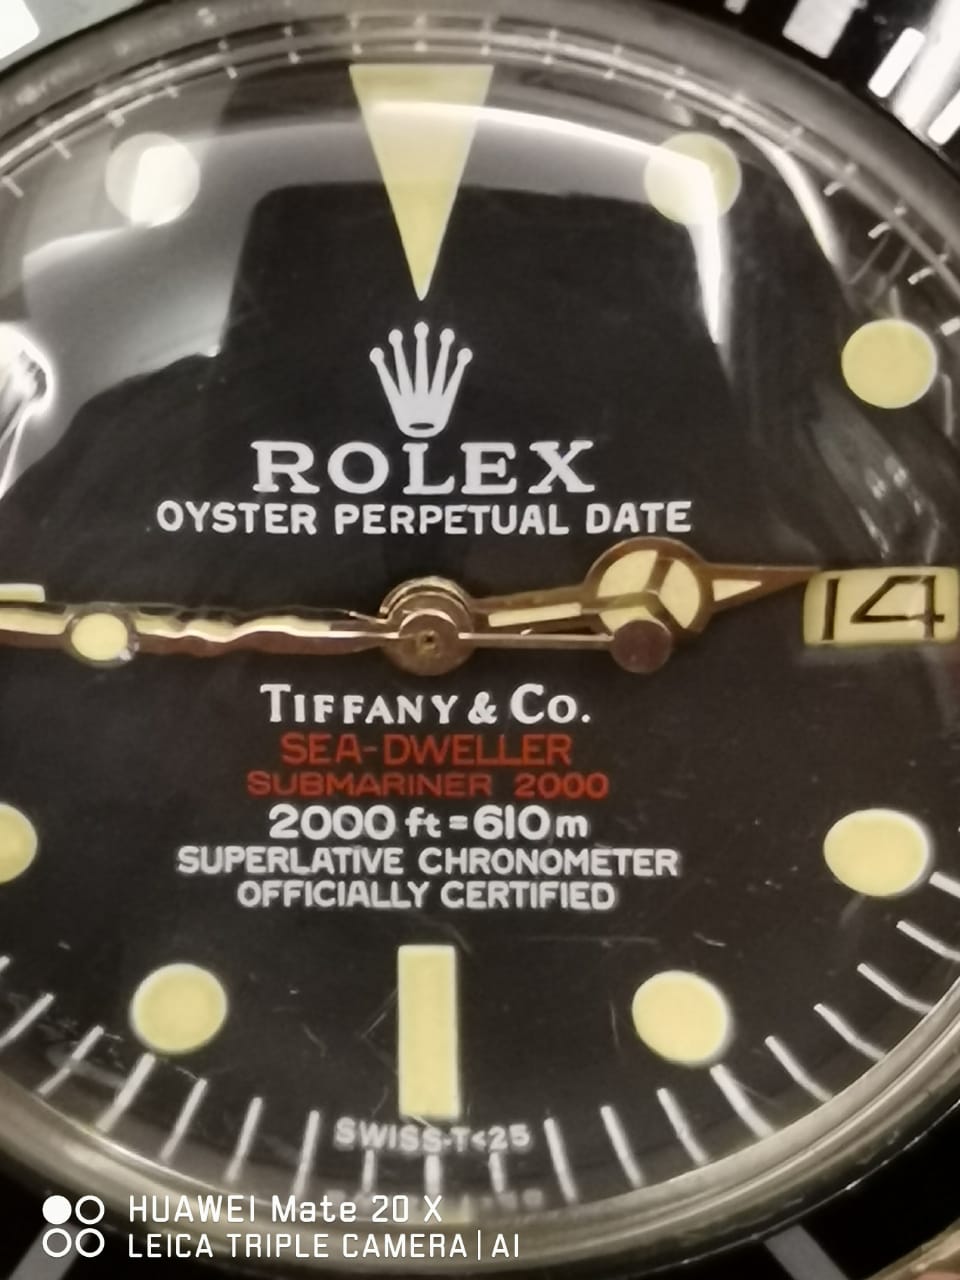 ROLEX
OYSTER PERPETUAL DATE
14
TIFFANY & CO.
SEA-DWELLER
SUBMARINER 2000
2000 ft = 610 m
SUPERLATIVE CHRONOMETER
OFFICIALLY CERTIFIED
SWISS-T<25
HUAWEI Mate 20 X
LEICA TRIPLE CAMERA | AI